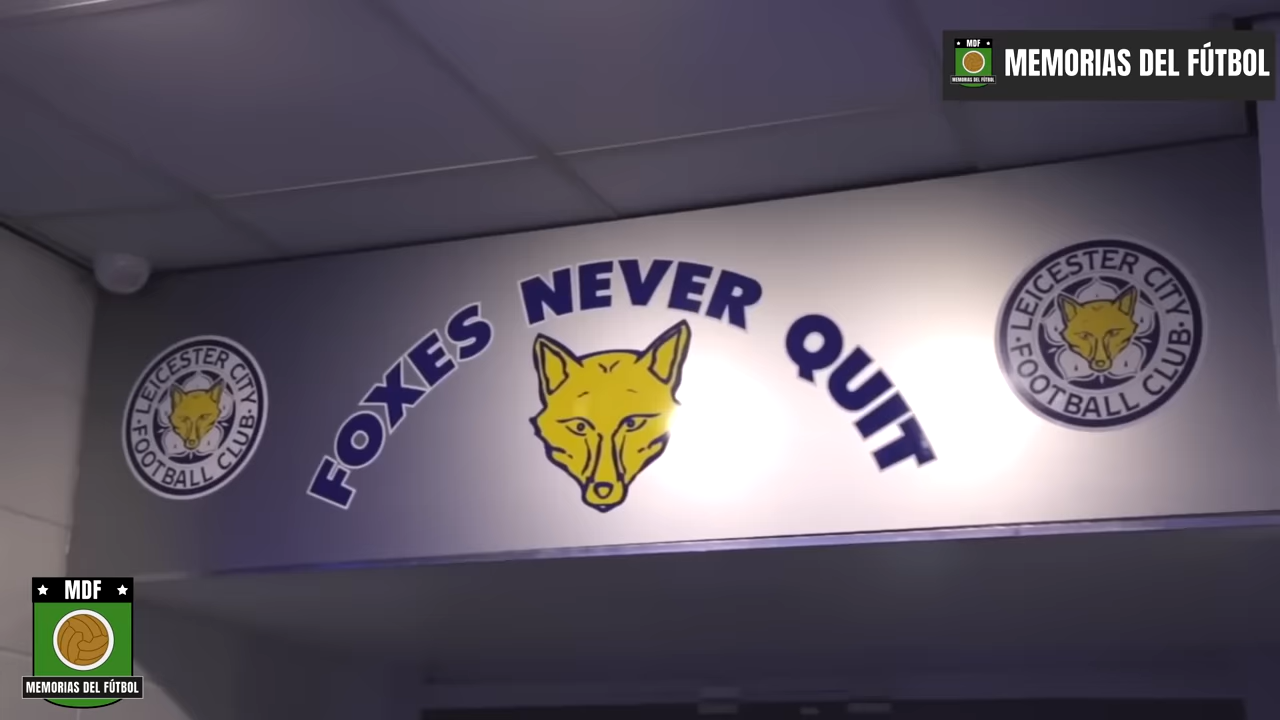 MDF
MEMORIAS DEL FÚTBOL
MEMORIAS DEL FÚTBOL
FOXES NEVER QUIT
LEICESTER CITY
FOOTBALL CLUB
LEICESTER CITY
FOOTBALL CLUB
MDF
MEMORIAS DEL FÚTBOL